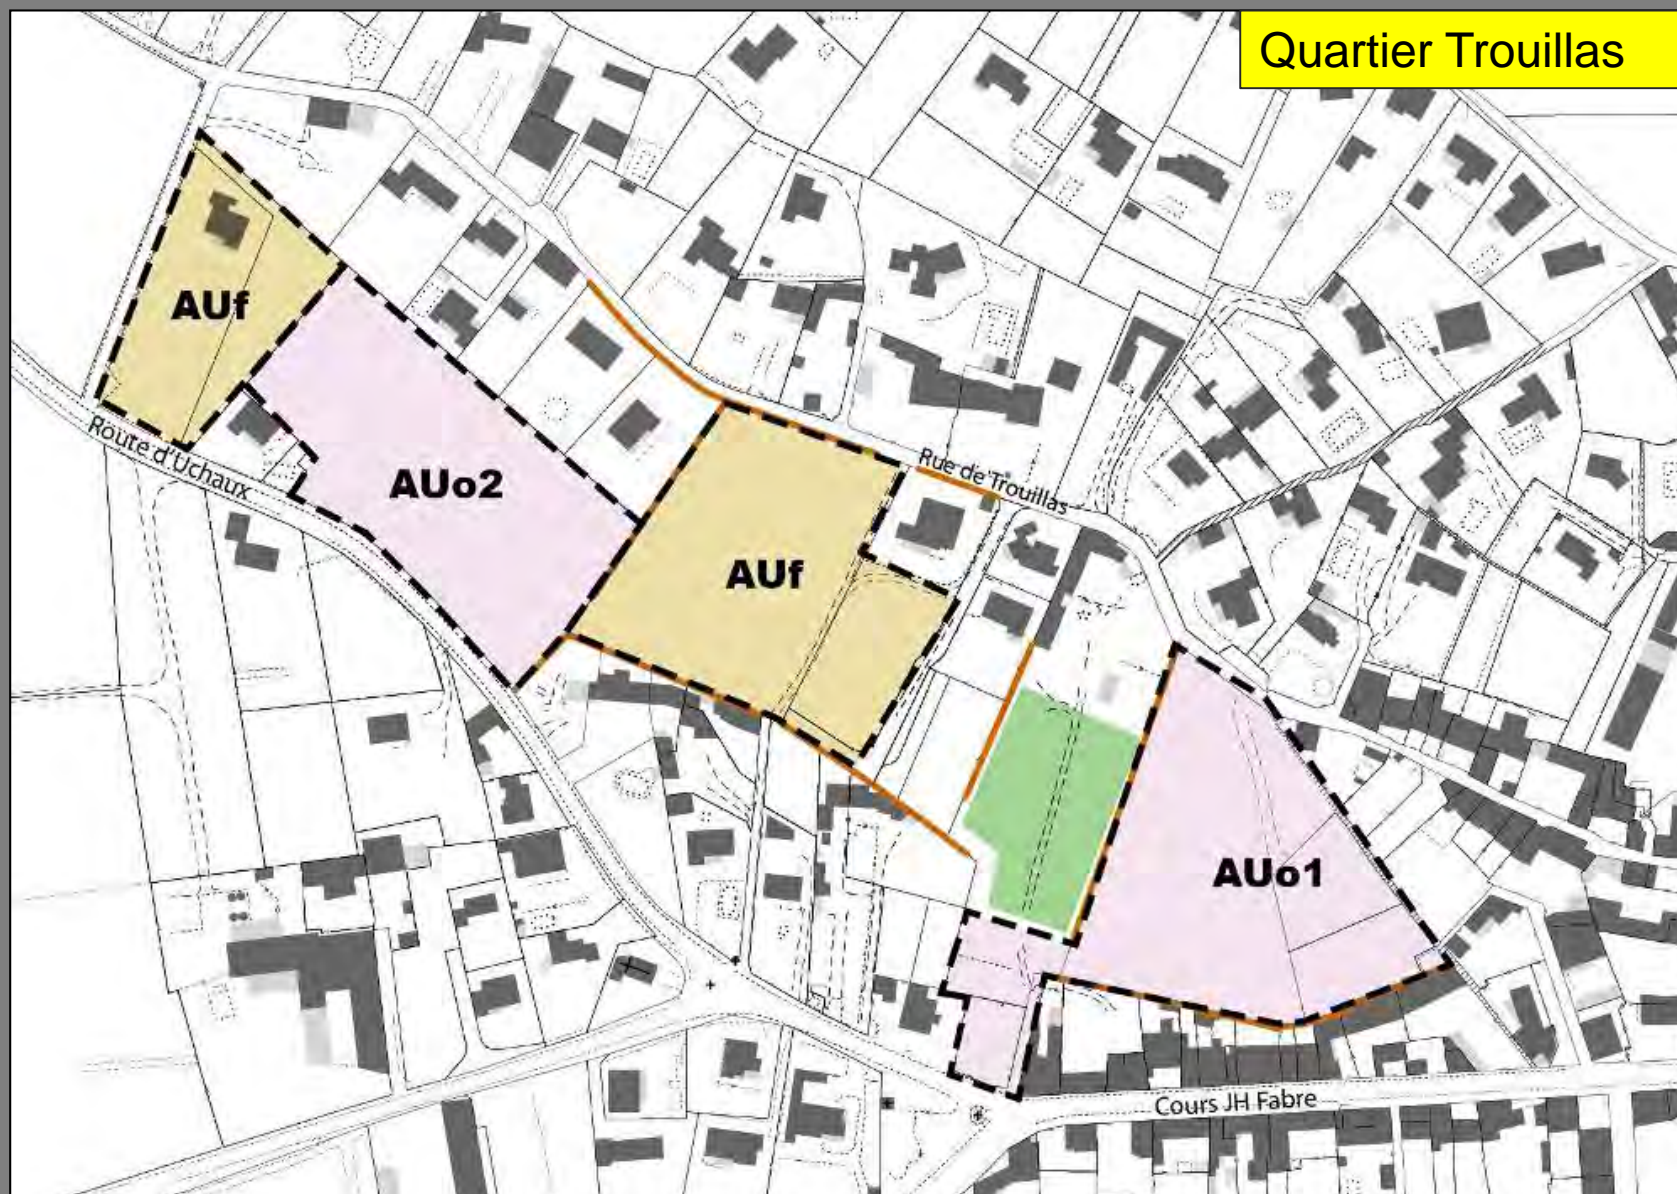 Quartier Trouillas
AUf
Route d'Uchaux
AUo2
Rue de Trouillas
AUf
AUo1
Cours JH Fabre